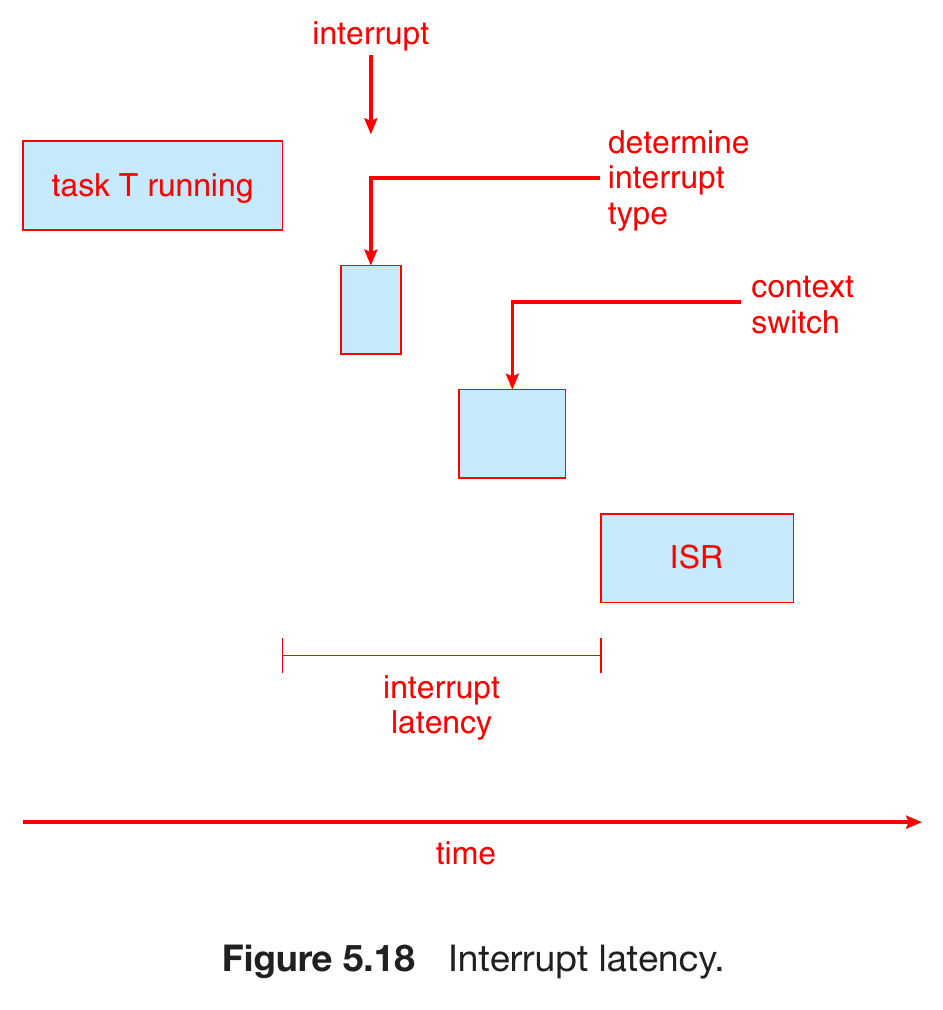 interrupt
task T running
determine
interrupt
type
context
switch
ISR
interrupt
latency
time
Figure 5.18 Interrupt latency.